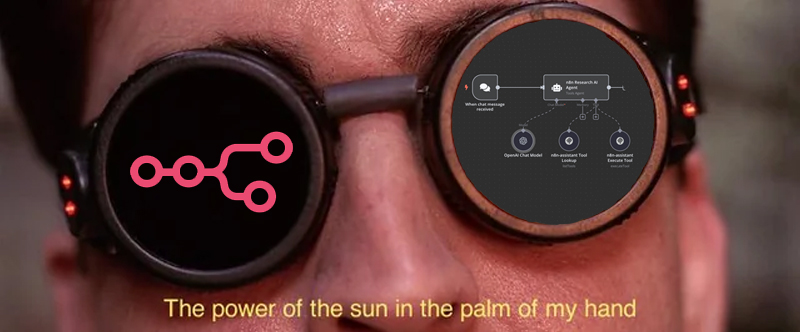 n8n Research AI
Agent
Tools Agent
When chat message
received
OpenAI Chat Model
n8n-assistant Tool
Lookup
n8n-assistant
Execute Tool
The power of the sun in the palm of my hand